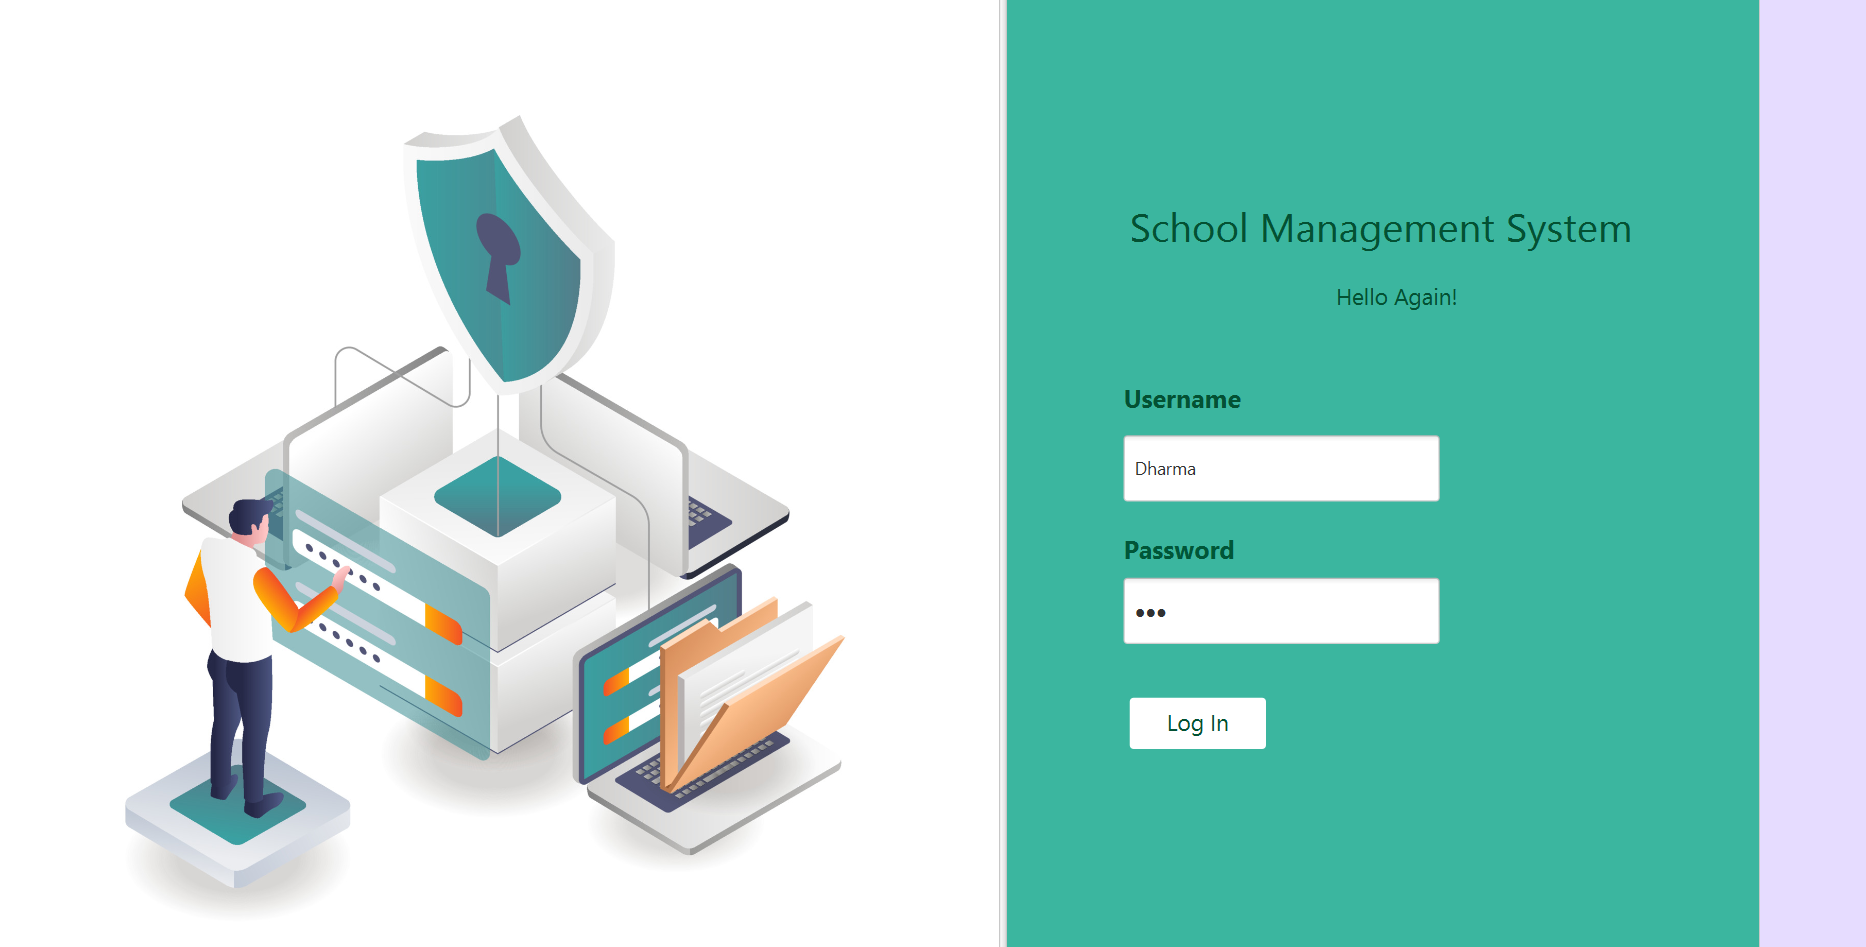 School Management System
Hello Again!
Username
Dharma
Password
•••
Log In